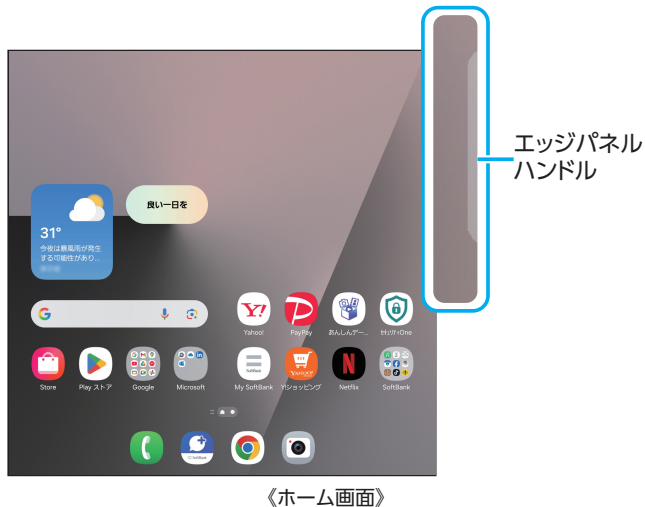 エッジパネル
ハンドル
良い一日を
31°
今夜は暴風雨が発生
する可能性があり...
G
Y!
Yahoo!
PayPay
あんしんデー...
ｾｷｭﾘﾃｨOne
Store
Play ストア
Google
Microsoft
SoftBank
My SoftBank
YAHOO!
Y!ショッピング
N
Netflix
SoftBank
SoftBank
《ホーム画面》